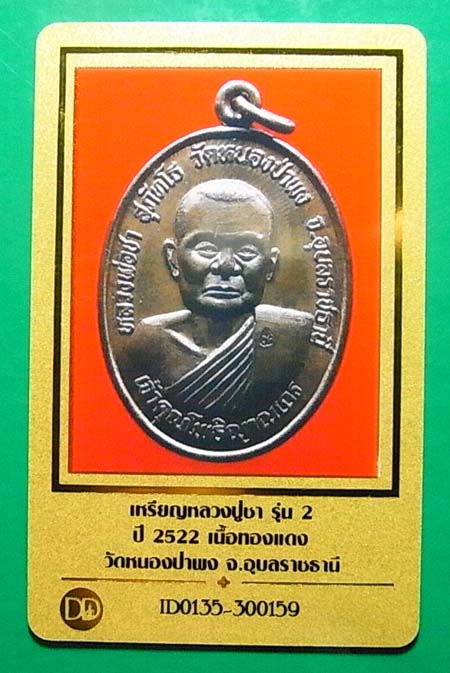 หลวงพ่อชา สุภัทโท วัดหนองป่าพง จ.อุบลราชธานี
เจ้าคุณโพธิญาณเถร
เหรียญหลวงปู่ชา รุ่น 2
ปี 2522 เนื้อทองแดง
วัดหนองป่าพง จ.อุบลราชธานี
DD
ID0135-300159